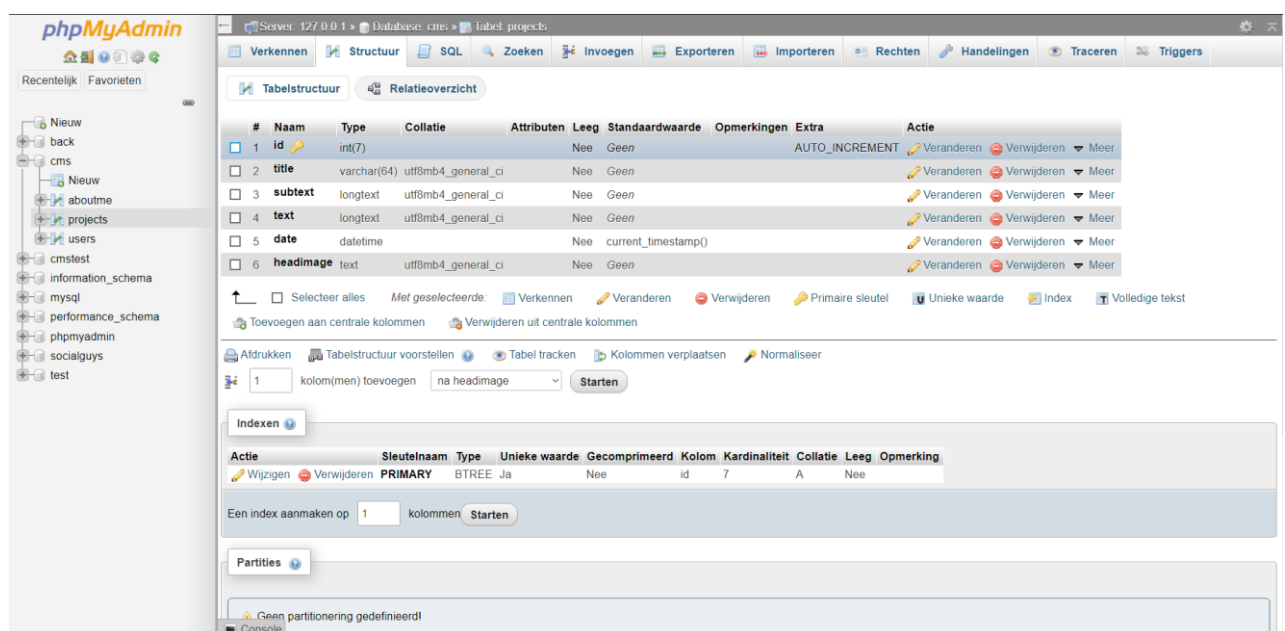 phpMyAdmin
Recentelijk Favorieten
Nieuw
back
cms
Nieuw
aboutme
projects
users
cmstest
information_schema
mysql
performance_schema
phpmyadmin
socialguys
test
Server: 127.0.0.1 » Database: cms » Tabel: projects
Verkennen Structuur SQL Zoeken Invoegen Exporteren Importeren Rechten Handelingen Traceren Triggers
Tabelstructuur Relatieoverzicht
# Naam Type Collatie Attributen Leeg Standaardwaarde Opmerkingen Extra Actie
1 id int(7) Nee Geen AUTO_INCREMENT Veranderen Verwijderen Meer
2 title varchar(64) utf8mb4_general_ci Nee Geen Veranderen Verwijderen Meer
3 subtext longtext utf8mb4_general_ci Nee Geen Veranderen Verwijderen Meer
4 text longtext utf8mb4_general_ci Nee Geen Veranderen Verwijderen Meer
5 date datetime Nee current_timestamp() Veranderen Verwijderen Meer
6 headimage text utf8mb4_general_ci Nee Geen Veranderen Verwijderen Meer
Selecteer alles Met geselecteerde: Verkennen Veranderen Verwijderen Primaire sleutel Unieke waarde Index Volledige tekst
Toevoegen aan centrale kolommen Verwijderen uit centrale kolommen
Afdrukken Tabelstructuur voorstellen Tabel tracken Kolommen verplaatsen Normaliseer
1 kolom(men) toevoegen na headimage Starten
Indexen
Actie Sleutelnaam Type Unieke waarde Gecomprimeerd Kolom Kardinaliteit Collatie Leeg Opmerking
Wijzigen Verwijderen PRIMARY BTREE Ja Nee id 7 A Nee
Een index aanmaken op 1 kolommen Starten
Partities
Geen partitionering gedefinieerd!
Console